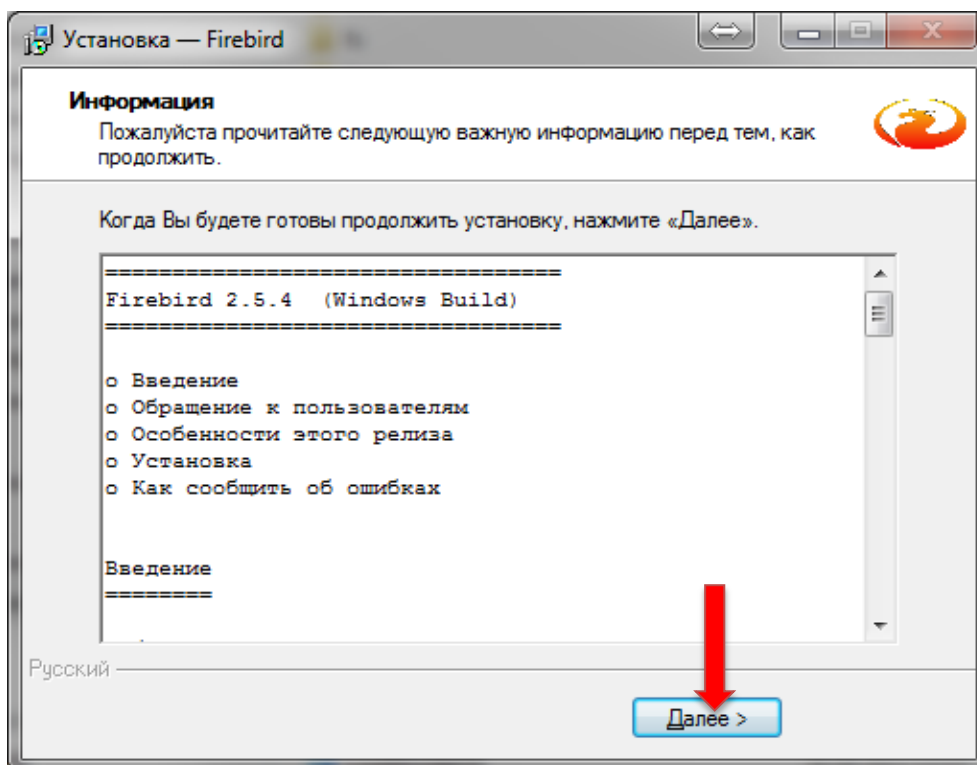 Установка — Firebird
Информация
Пожалуйста прочитайте следующую важную информацию перед тем, как
продолжить.
Когда Вы будете готовы продолжить установку, нажмите «Далее».
==================================
Firebird 2.5.4  (Windows Build)
==================================
o Введение
o Обращение к пользователям
o Особенности этого релиза
o Установка
o Как сообщить об ошибках
Введение
========
Русский
Далее >